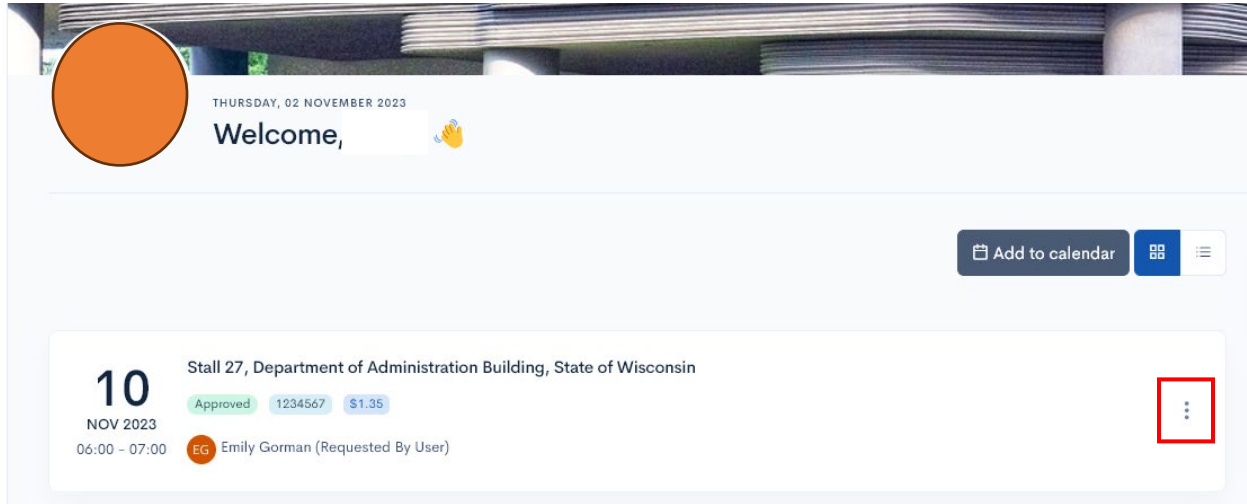 THURSDAY, 02 NOVEMBER 2023
Welcome,
Add to calendar
Stall 27, Department of Administration Building, State of Wisconsin
10
Approved 1234567 $1.35
NOV 2023
06:00 - 07:00
EG Emily Gorman (Requested By User)